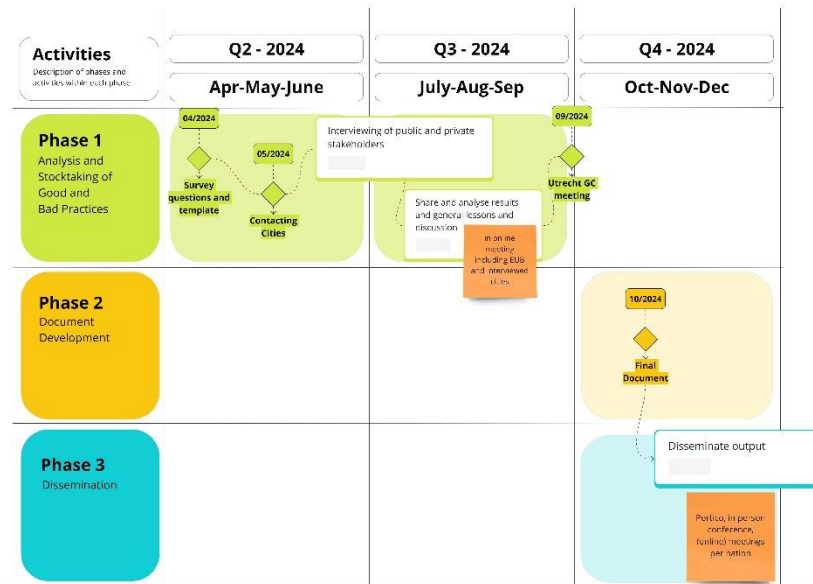 Activities
Description of phases and
activities within each phase
Q2 - 2024
Q3 - 2024
Q4 - 2024
Apr-May-June
July-Aug-Sep
Oct-Nov-Dec
Phase 1
Analysis and
Stocktaking of
Good and
Bad Practices
04/2024
Survey
questions and
template
05/2024
Contacting
Cities
Interviewing of public and private
stakeholders
Share and analyse results
and general lessons and
discussion
in online
meeting
including EUB
and interviewed
cities
09/2024
Utrecht GC
meeting
Phase 2
Document
Development
10/2024
Final
Document
Phase 3
Dissemination
Disseminate output
Portico, in person
conference,
(online) meetings
per nation